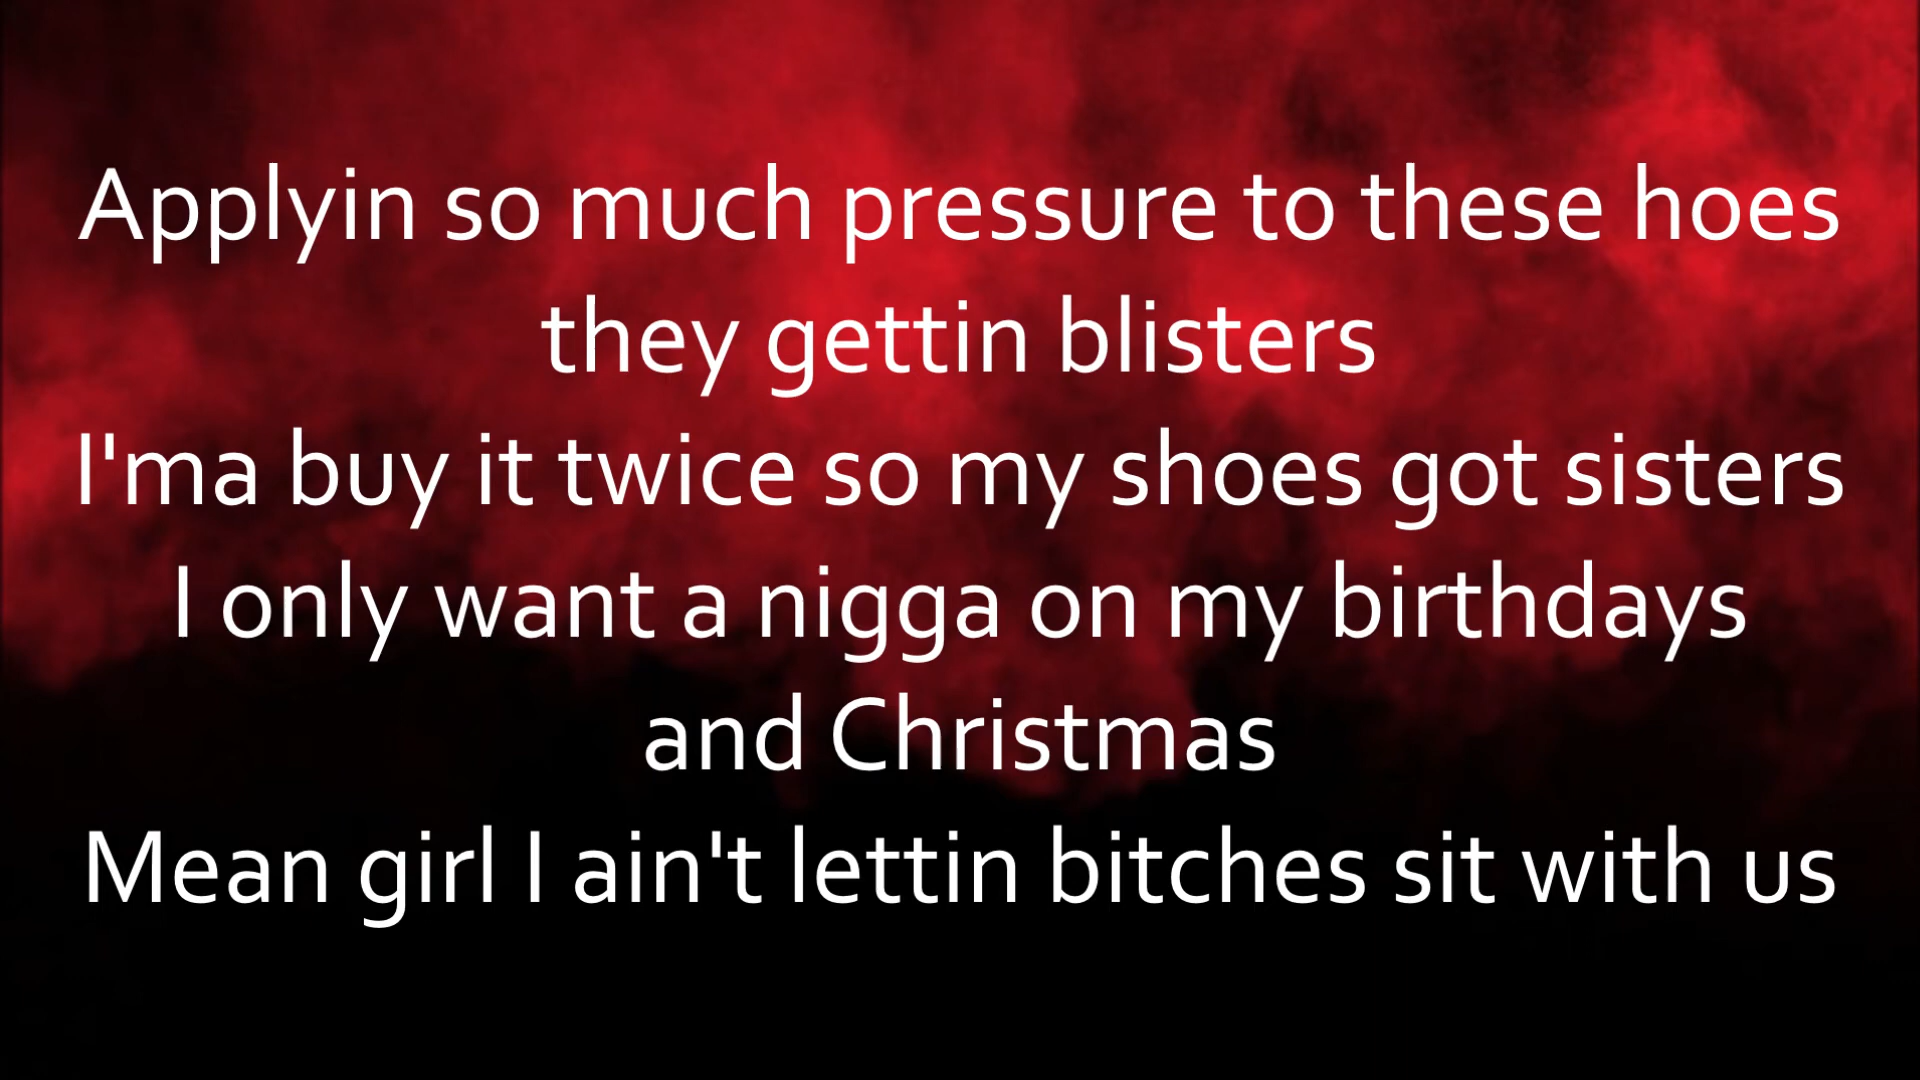 Applyin so much pressure to these hoes
they gettin blisters
I'ma buy it twice so my shoes got sisters
I only want a nigga on my birthdays
and Christmas
Mean girl I ain't lettin bitches sit with us